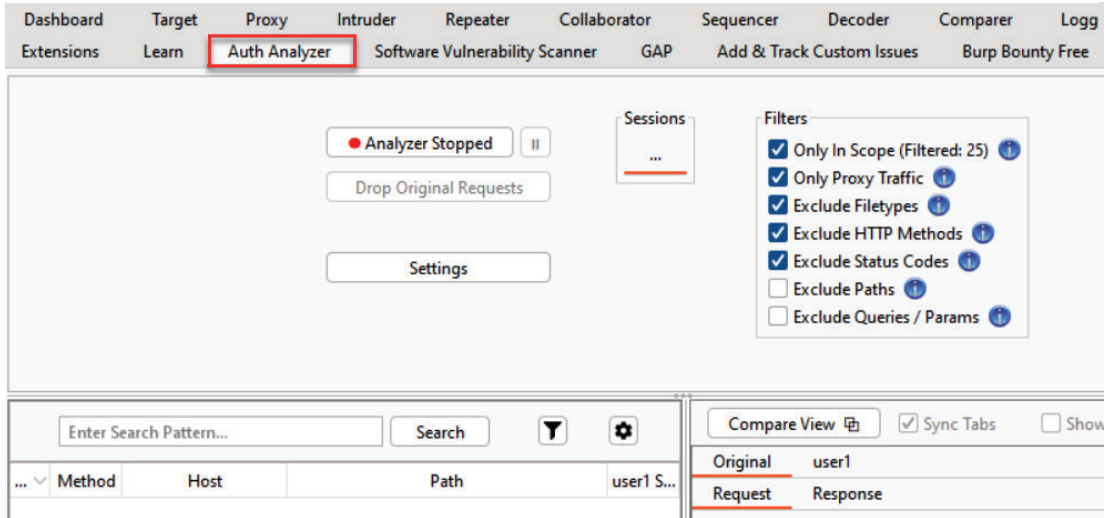 Dashboard Target Proxy Intruder Repeater Collaborator Sequencer Decoder Comparer Logg
Extensions Learn Auth Analyzer Software Vulnerability Scanner GAP Add & Track Custom Issues Burp Bounty Free
Analyzer Stopped
Drop Original Requests
Settings
Sessions
...
Filters
Only In Scope (Filtered: 25)
Only Proxy Traffic
Exclude Filetypes
Exclude HTTP Methods
Exclude Status Codes
Exclude Paths
Exclude Queries / Params
Enter Search Pattern... Search
... Method Host Path user1 S...
Compare View Sync Tabs Show
Original user1
Request Response